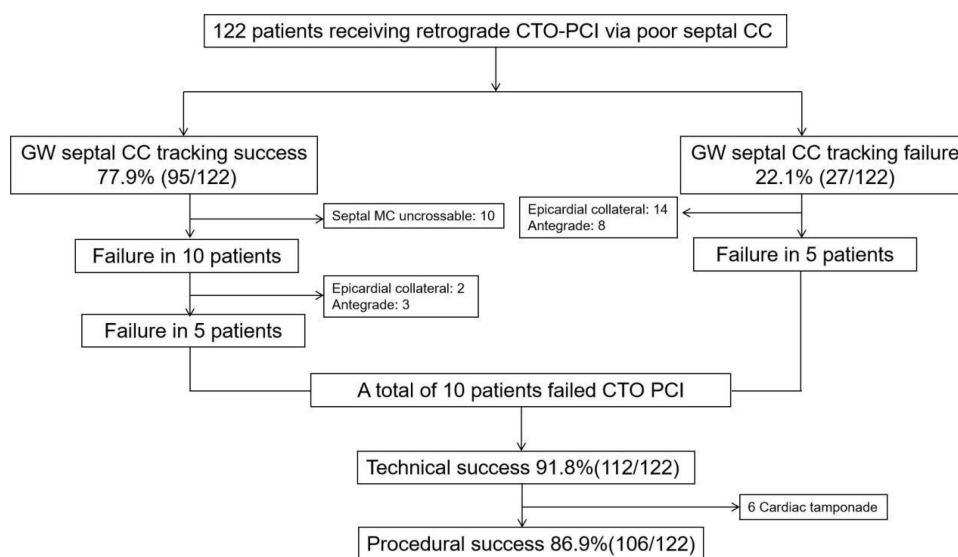 122 patients receiving retrograde CTO-PCI via poor septal CC
GW septal CC tracking success
77.9% (95/122)
GW septal CC tracking failure
22.1% (27/122)
Septal MC uncrossable: 10
Epicardial collateral: 14
Antegrade: 8
Failure in 10 patients
Failure in 5 patients
Epicardial collateral: 2
Antegrade: 3
Failure in 5 patients
A total of 10 patients failed CTO PCI
Technical success 91.8%(112/122)
6 Cardiac tamponade
Procedural success 86.9%(106/122)